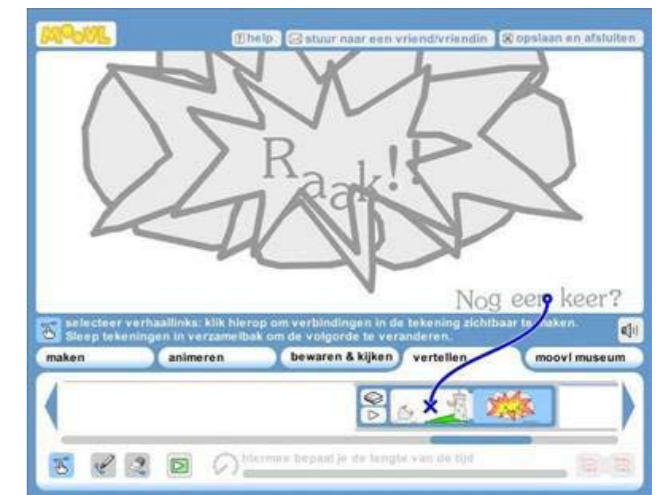 MOOVL
help
stuur naar een vriend/vriendin
opslaan en afsluiten
Raak!!
Nog een keer?
selecteer verhaallinks: klik hierop om verbindingen in de tekening zichtbaar te maken.
Sleep tekeningen in verzamelbak om de volgorde te veranderen.
maken
animeren
bewaren & kijken
vertellen
moovl museum
hiermee bepaal je de lengte van de tijd